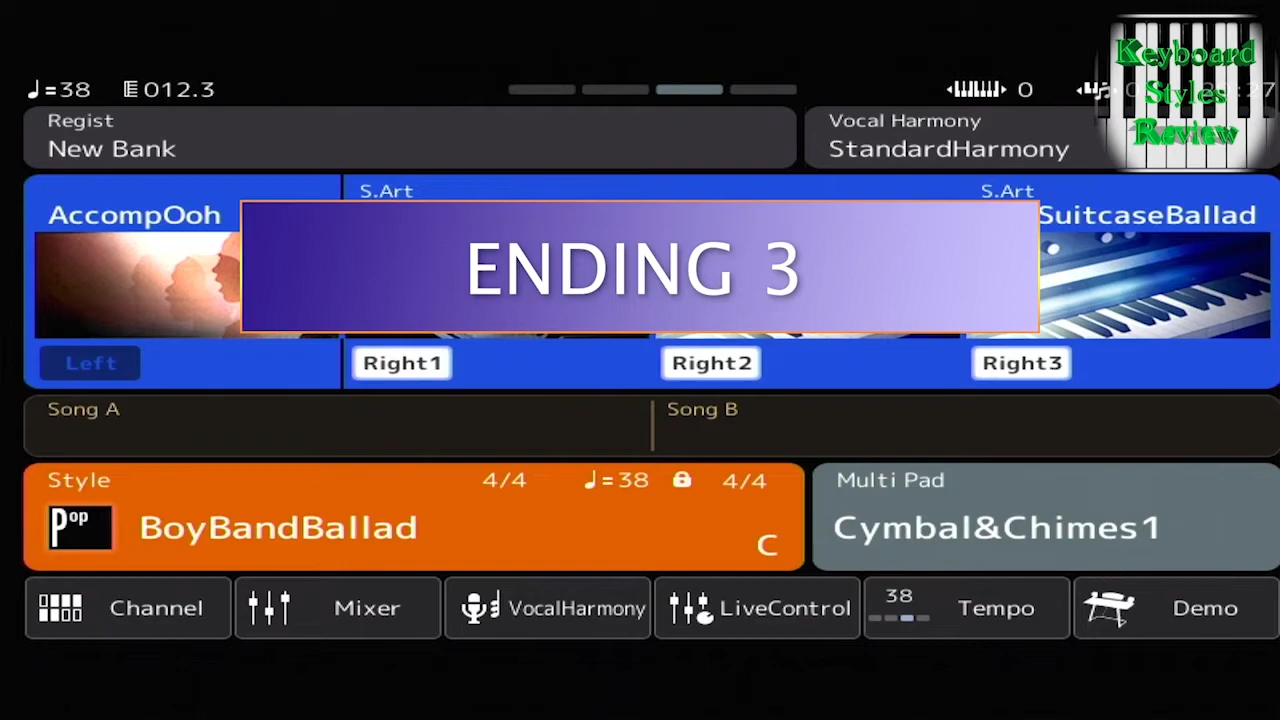 ♩=38
012.3
0
Keyboard
Styles
Review
Regist
New Bank
Vocal Harmony
StandardHarmony
AccompOoh
S.Art
S.Art
SuitcaseBallad
ENDING 3
Left
Right1
Right2
Right3
Song A
Song B
Style
4/4
♩=38
4/4
Pop
BoyBandBallad
C
Multi Pad
Cymbal&Chimes1
Channel
Mixer
VocalHarmony
LiveControl
38
Tempo
Demo